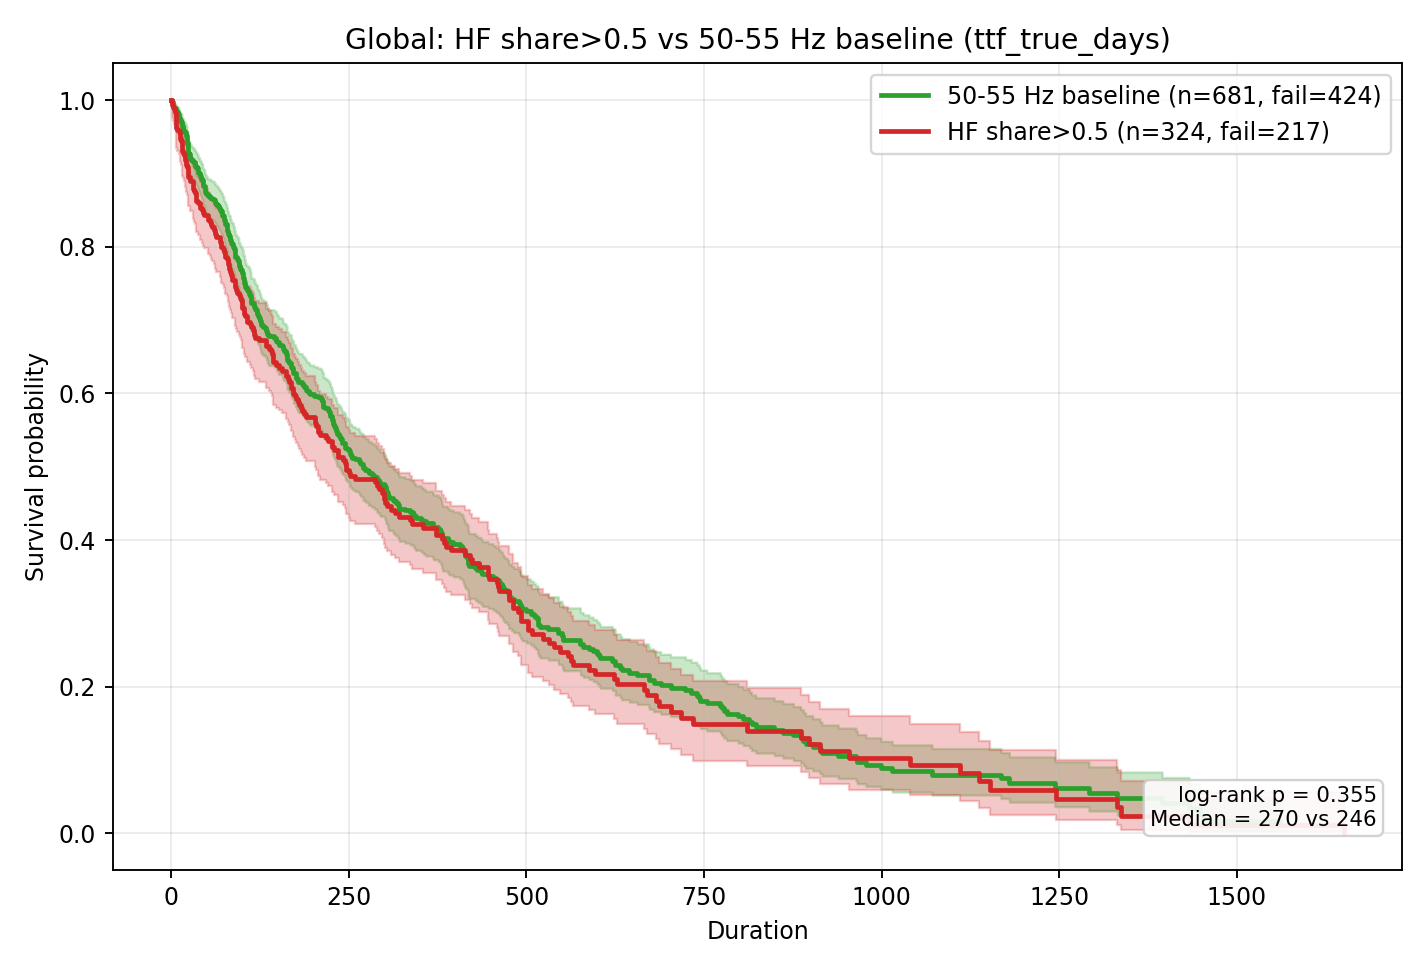 Global: HF share>0.5 vs 50-55 Hz baseline (ttf_true_days)
50-55 Hz baseline (n=681, fail=424)
HF share>0.5 (n=324, fail=217)
Survival probability
1.0
0.8
0.6
0.4
0.2
0.0
log-rank p = 0.355
Median = 270 vs 246
0 250 500 750 1000 1250 1500
Duration